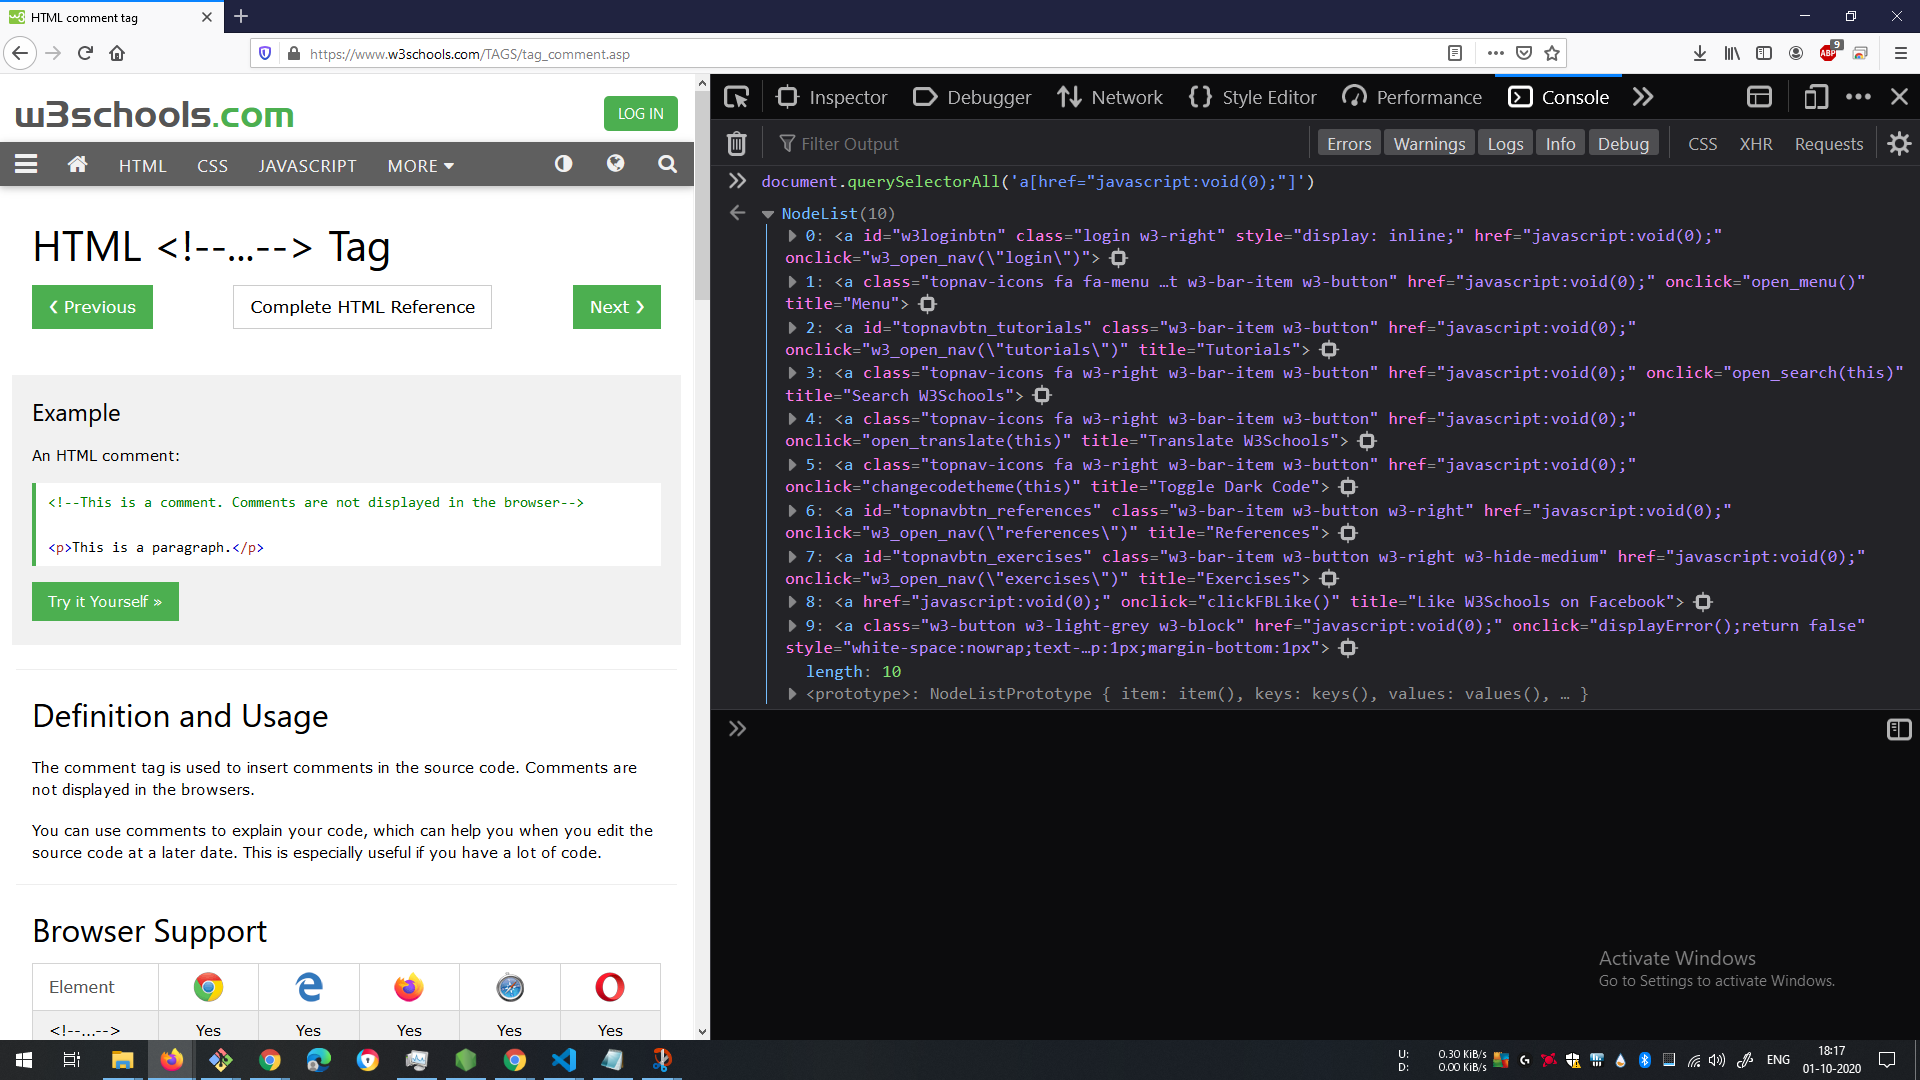 HTML comment tag
https://www.w3schools.com/TAGS/tag_comment.asp
ABP
9
w3schools.com
LOG IN
HTML
CSS
JAVASCRIPT
MORE
HTML <!--...--> Tag
❮ Previous
Complete HTML Reference
Next ❯
Example
An HTML comment:
<!--This is a comment. Comments are not displayed in the browser-->
<p>This is a paragraph.</p>
Try it Yourself »
Definition and Usage
The comment tag is used to insert comments in the source code. Comments are
not displayed in the browsers.
You can use comments to explain your code, which can help you when you edit the
source code at a later date. This is especially useful if you have a lot of code.
Browser Support
Element
<!--...-->
Yes
Yes
Yes
Yes
Yes
Inspector
Debugger
Network
Style Editor
Performance
Console
Filter Output
Errors
Warnings
Logs
Info
Debug
CSS
XHR
Requests
document.querySelectorAll('a[href="javascript:void(0);"]')
NodeList(10)
0: <a id="w3loginbtn" class="login w3-right" style="display: inline;" href="javascript:void(0);"
onclick="w3_open_nav(\"login\")">
1: <a class="topnav-icons fa fa-menu …t w3-bar-item w3-button" href="javascript:void(0);" onclick="open_menu()"
title="Menu">
2: <a id="topnavbtn_tutorials" class="w3-bar-item w3-button" href="javascript:void(0);"
onclick="w3_open_nav(\"tutorials\")" title="Tutorials">
3: <a class="topnav-icons fa w3-right w3-bar-item w3-button" href="javascript:void(0);" onclick="open_search(this)"
title="Search W3Schools">
4: <a class="topnav-icons fa w3-right w3-bar-item w3-button" href="javascript:void(0);"
onclick="open_translate(this)" title="Translate W3Schools">
5: <a class="topnav-icons fa w3-right w3-bar-item w3-button" href="javascript:void(0);"
onclick="changecodetheme(this)" title="Toggle Dark Code">
6: <a id="topnavbtn_references" class="w3-bar-item w3-button w3-right" href="javascript:void(0);"
onclick="w3_open_nav(\"references\")" title="References">
7: <a id="topnavbtn_exercises" class="w3-bar-item w3-button w3-right w3-hide-medium" href="javascript:void(0);"
onclick="w3_open_nav(\"exercises\")" title="Exercises">
8: <a href="javascript:void(0);" onclick="clickFBLike()" title="Like W3Schools on Facebook">
9: <a class="w3-button w3-light-grey w3-block" href="javascript:void(0);" onclick="displayError();return false"
style="white-space:nowrap;text-…p:1px;margin-bottom:1px">
length: 10
<prototype>: NodeListPrototype { item: item(), keys: keys(), values: values(), … }
Activate Windows
Go to Settings to activate Windows.
U: 0.30 KiB/s
D: 0.00 KiB/s
ENG
18:17
01-10-2020